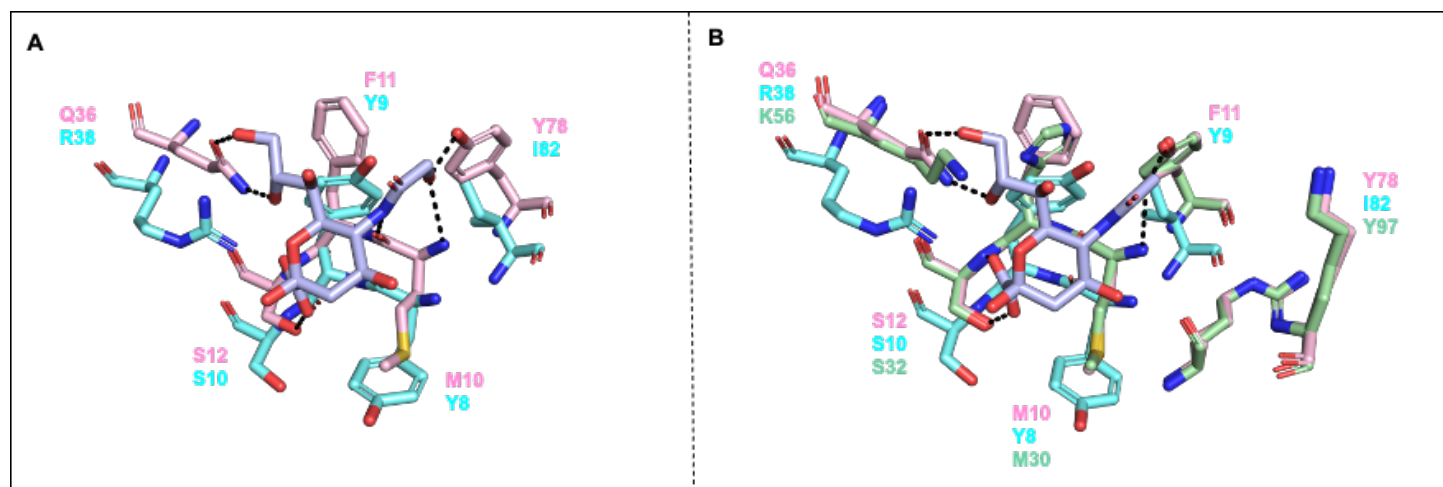 A
Q36
R38
F11
Y9
Y78
I82
S12
S10
M10
Y8
B
Q36
R38
K56
F11
Y9
Y78
I82
Y97
S12
S10
S32
M10
Y8
M30